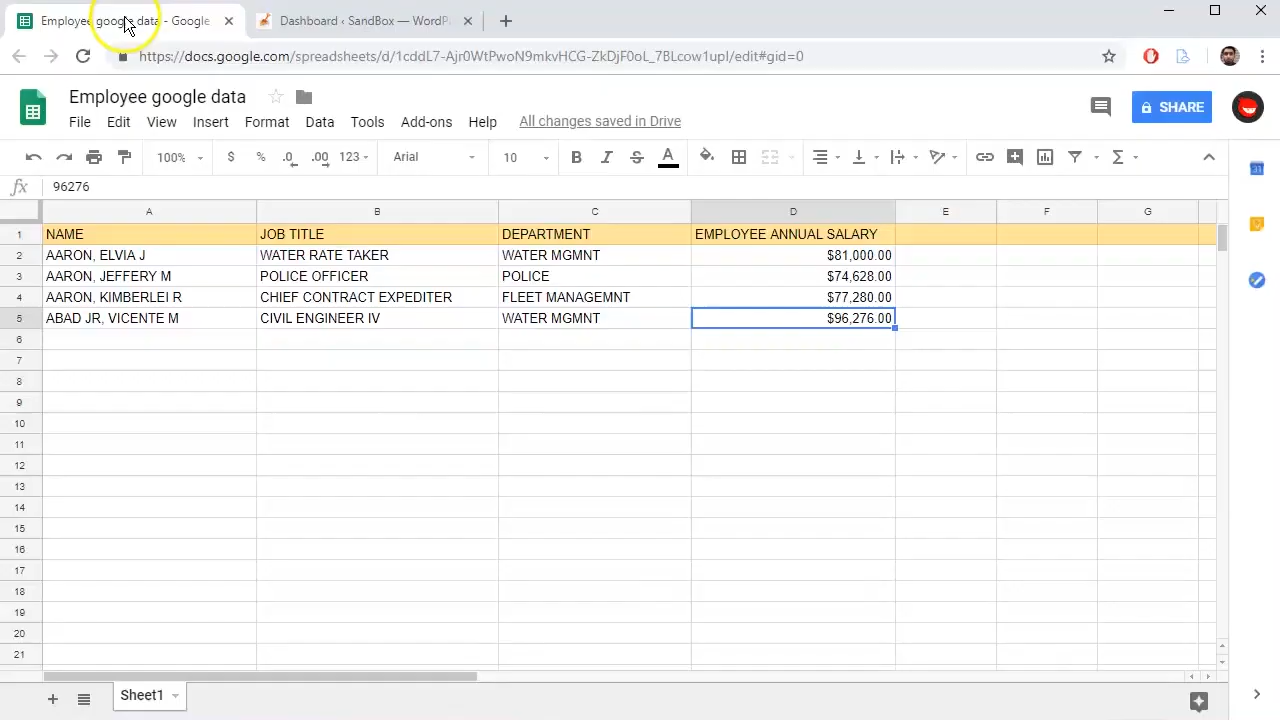 Employee google data - Google
Dashboard ‹ SandBox — WordP
https://docs.google.com/spreadsheets/d/1cddL7-Ajr0WtPwoN9mkvHCG-ZkDjF0oL_7BLcow1upI/edit#gid=0
Employee google data
File Edit View Insert Format Data Tools Add-ons Help All changes saved in Drive
SHARE
100% $ % .0 .00 123 Arial 10 B I S A Σ
31
fx 96276
A B C D E F G
1 NAME JOB TITLE DEPARTMENT EMPLOYEE ANNUAL SALARY
2 AARON, ELVIA J WATER RATE TAKER WATER MGMNT $81,000.00
3 AARON, JEFFERY M POLICE OFFICER POLICE $74,628.00
4 AARON, KIMBERLEI R CHIEF CONTRACT EXPEDITER FLEET MANAGEMNT $77,280.00
5 ABAD JR, VICENTE M CIVIL ENGINEER IV WATER MGMNT $96,276.00
6
7
8
9
10
11
12
13
14
15
16
17
18
19
20
21
Sheet1